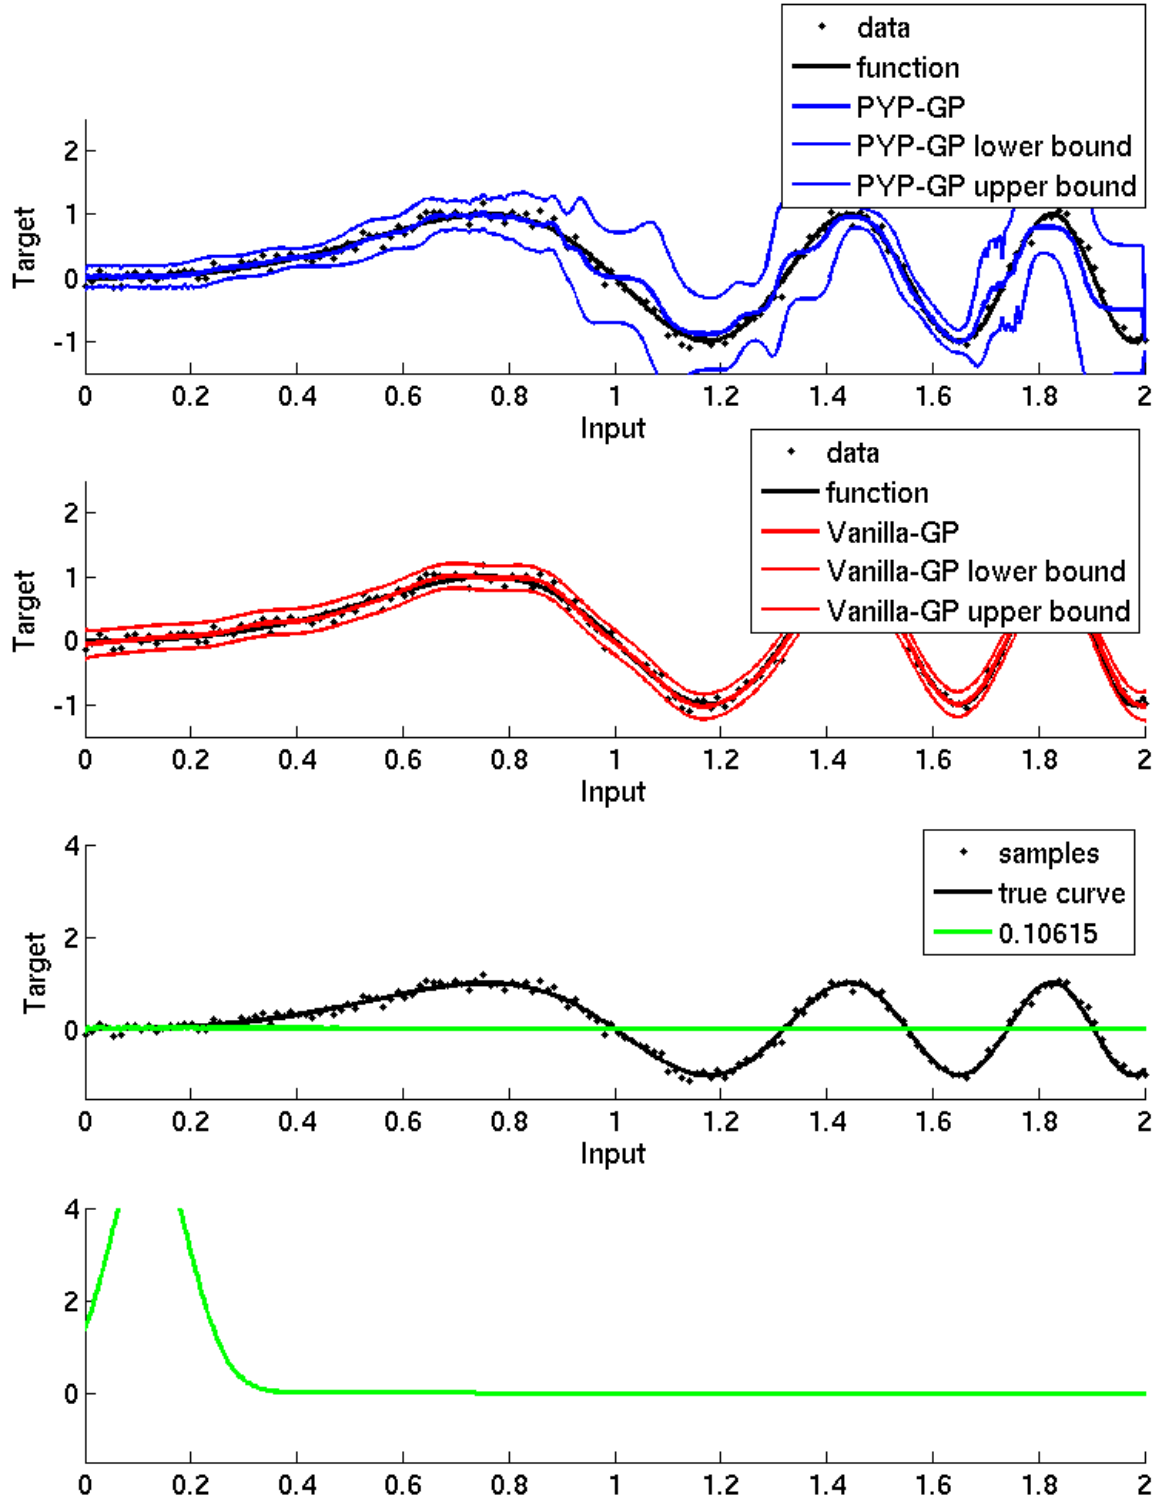 data
function
PYP-GP
PYP-GP lower bound
PYP-GP upper bound
2
1
0
-1
Target
0 0.2 0.4 0.6 0.8 1 1.2 1.4 1.6 1.8 2
Input
data
function
Vanilla-GP
Vanilla-GP lower bound
Vanilla-GP upper bound
2
1
0
-1
Target
0 0.2 0.4 0.6 0.8 1 1.2 1.4 1.6 1.8 2
Input
samples
true curve
0.10615
4
2
0
Target
0 0.2 0.4 0.6 0.8 1 1.2 1.4 1.6 1.8 2
Input
4
2
0
0 0.2 0.4 0.6 0.8 1 1.2 1.4 1.6 1.8 2